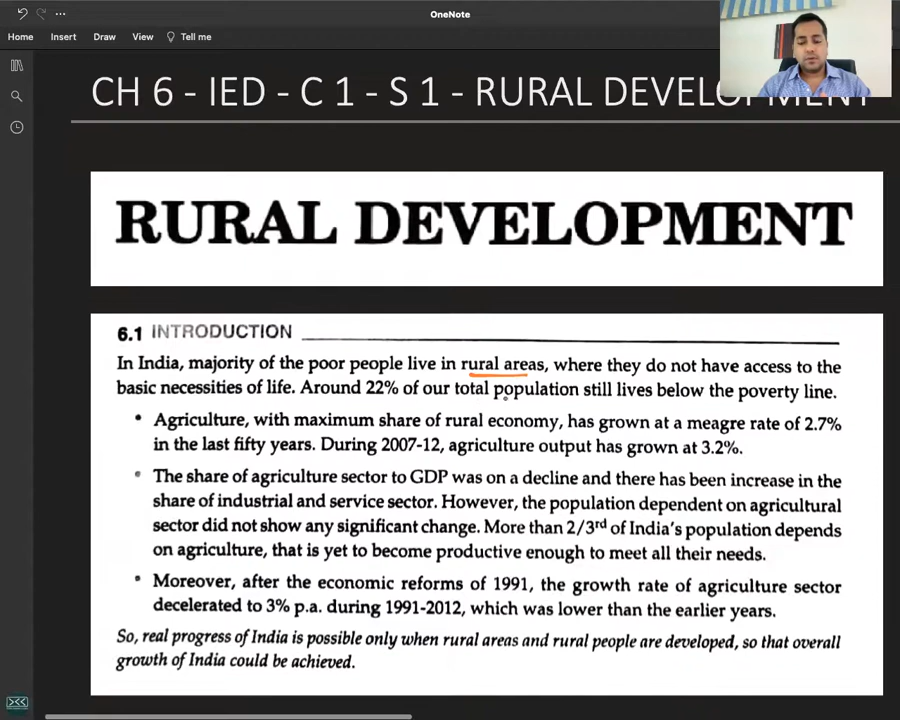 OneNote
Home Insert Draw View Tell me
CH 6 - IED - C 1 - S 1 - RURAL DEVELOPMENT
RURAL DEVELOPMENT
6.1 INTRODUCTION
In India, majority of the poor people live in rural areas, where they do not have access to the
basic necessities of life. Around 22% of our total population still lives below the poverty line.
• Agriculture, with maximum share of rural economy, has grown at a meagre rate of 2.7%
in the last fifty years. During 2007-12, agriculture output has grown at 3.2%.
• The share of agriculture sector to GDP was on a decline and there has been increase in the
share of industrial and service sector. However, the population dependent on agricultural
sector did not show any significant change. More than 2/3rd of India's population depends
on agriculture, that is yet to become productive enough to meet all their needs.
• Moreover, after the economic reforms of 1991, the growth rate of agriculture sector
decelerated to 3% p.a. during 1991-2012, which was lower than the earlier years.
So, real progress of India is possible only when rural areas and rural people are developed, so that overall
growth of India could be achieved.